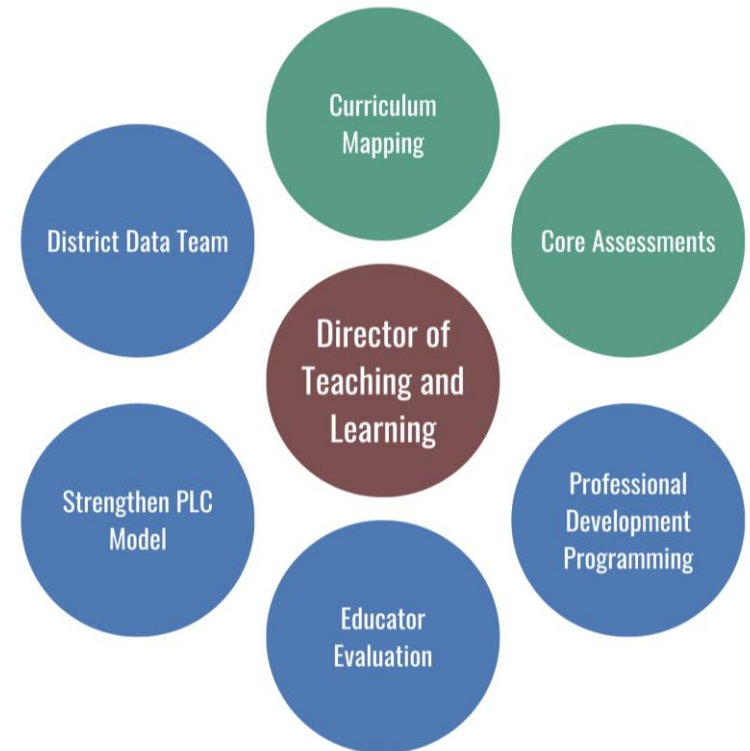 Curriculum
Mapping
District Data Team
Core Assessments
Director of
Teaching and
Learning
Strengthen PLC
Model
Professional
Development
Programming
Educator
Evaluation